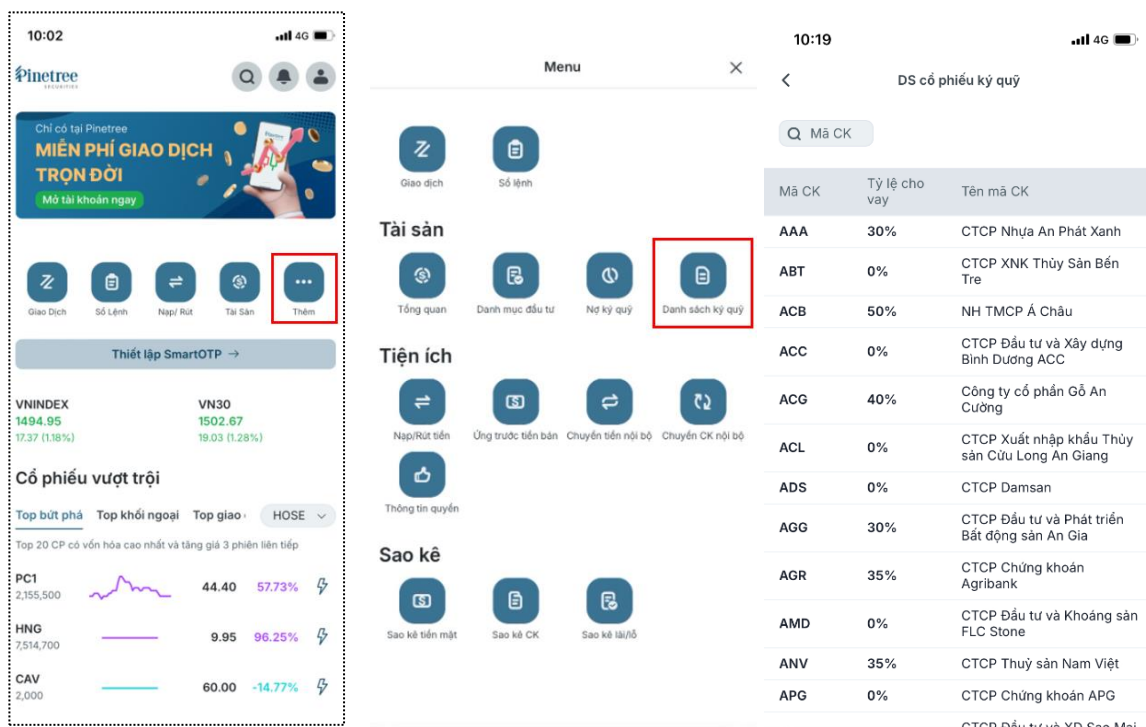 10:02
4G
Pinetree
SECURITIES
Chỉ có tại Pinetree
MIỄN PHÍ GIAO DỊCH
TRỌN ĐỜI
Mở tài khoản ngay
Giao Dịch
Sổ Lệnh
Nạp/ Rút
Tài Sản
Thêm
Thiết lập SmartOTP →
VNINDEX
1494.95
17.37 (1.18%)
VN30
1502.67
19.03 (1.28%)
Cổ phiếu vượt trội
Top bứt phá
Top khối ngoại
Top giao
HOSE
Top 20 CP có vốn hóa cao nhất và tăng giá 3 phiên liên tiếp
PC1
2,155,500
44.40
57.73%
HNG
7,514,700
9.95
96.25%
CAV
2,000
60.00
-14.77%
Menu
Giao dịch
Sổ lệnh
Tài sản
Tổng quan
Danh mục đầu tư
Nợ ký quỹ
Danh sách ký quỹ
Tiện ích
Nạp/Rút tiền
Ứng trước tiền bán
Chuyển tiền nội bộ
Chuyển CK nội bộ
Thông tin quyền
Sao kê
Sao kê tiền mặt
Sao kê CK
Sao kê lãi/lỗ
10:19
4G
DS cổ phiếu ký quỹ
Mã CK
Mã CK
Tỷ lệ cho
vay
Tên mã CK
AAA
30%
CTCP Nhựa An Phát Xanh
ABT
0%
CTCP XNK Thủy Sản Bến
Tre
ACB
50%
NH TMCP Á Châu
ACC
0%
CTCP Đầu tư và Xây dựng
Bình Dương ACC
ACG
40%
Công ty cổ phần Gỗ An
Cường
ACL
0%
CTCP Xuất nhập khẩu Thủy
sản Cửu Long An Giang
ADS
0%
CTCP Damsan
AGG
30%
CTCP Đầu tư và Phát triển
Bất động sản An Gia
AGR
35%
CTCP Chứng khoán
Agribank
AMD
0%
CTCP Đầu tư và Khoáng sản
FLC Stone
ANV
35%
CTCP Thuỷ sản Nam Việt
APG
0%
CTCP Chứng khoán APG
CTCP Đầu tư và XD Sao Mai